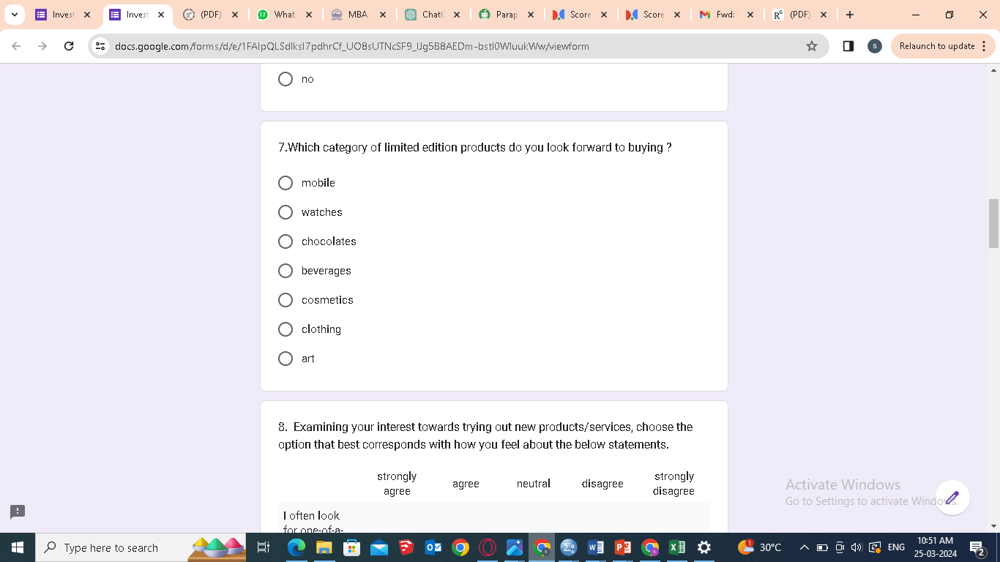 Invest
Invest
(PDF)
What
MBA
ChatG
Parap
Score
Score
Fwd:
(PDF)
docs.google.com/forms/d/e/1FAIpQLSdlksI7pdhrCf_UO8sUTNcSF9_IJg5B8AEDm-bstI0WluukWw/viewform
S
Relaunch to update
no
7.Which category of limited edition products do you look forward to buying ?
mobile
watches
chocolates
beverages
cosmetics
clothing
art
8. Examining your interest towards trying out new products/services, choose the
option that best corresponds with how you feel about the below statements.
strongly agree
agree
neutral
disagree
strongly disagree
I often look
for one-of-a-
Activate Windows
Go to Settings to activate Windows.
Type here to search
1
30°C
ENG
10:51 AM
25-03-2024
2